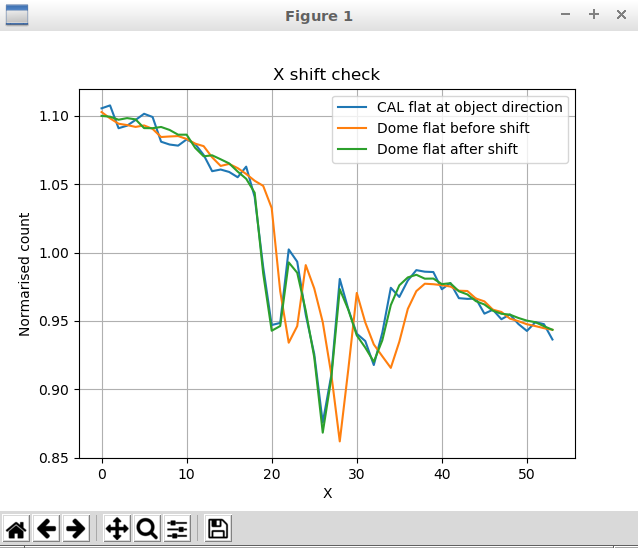 Figure 1
X shift check
CAL flat at object direction
Dome flat before shift
Dome flat after shift
1.10
1.05
1.00
0.95
0.90
0.85
Normarised count
0 10 20 30 40 50
X